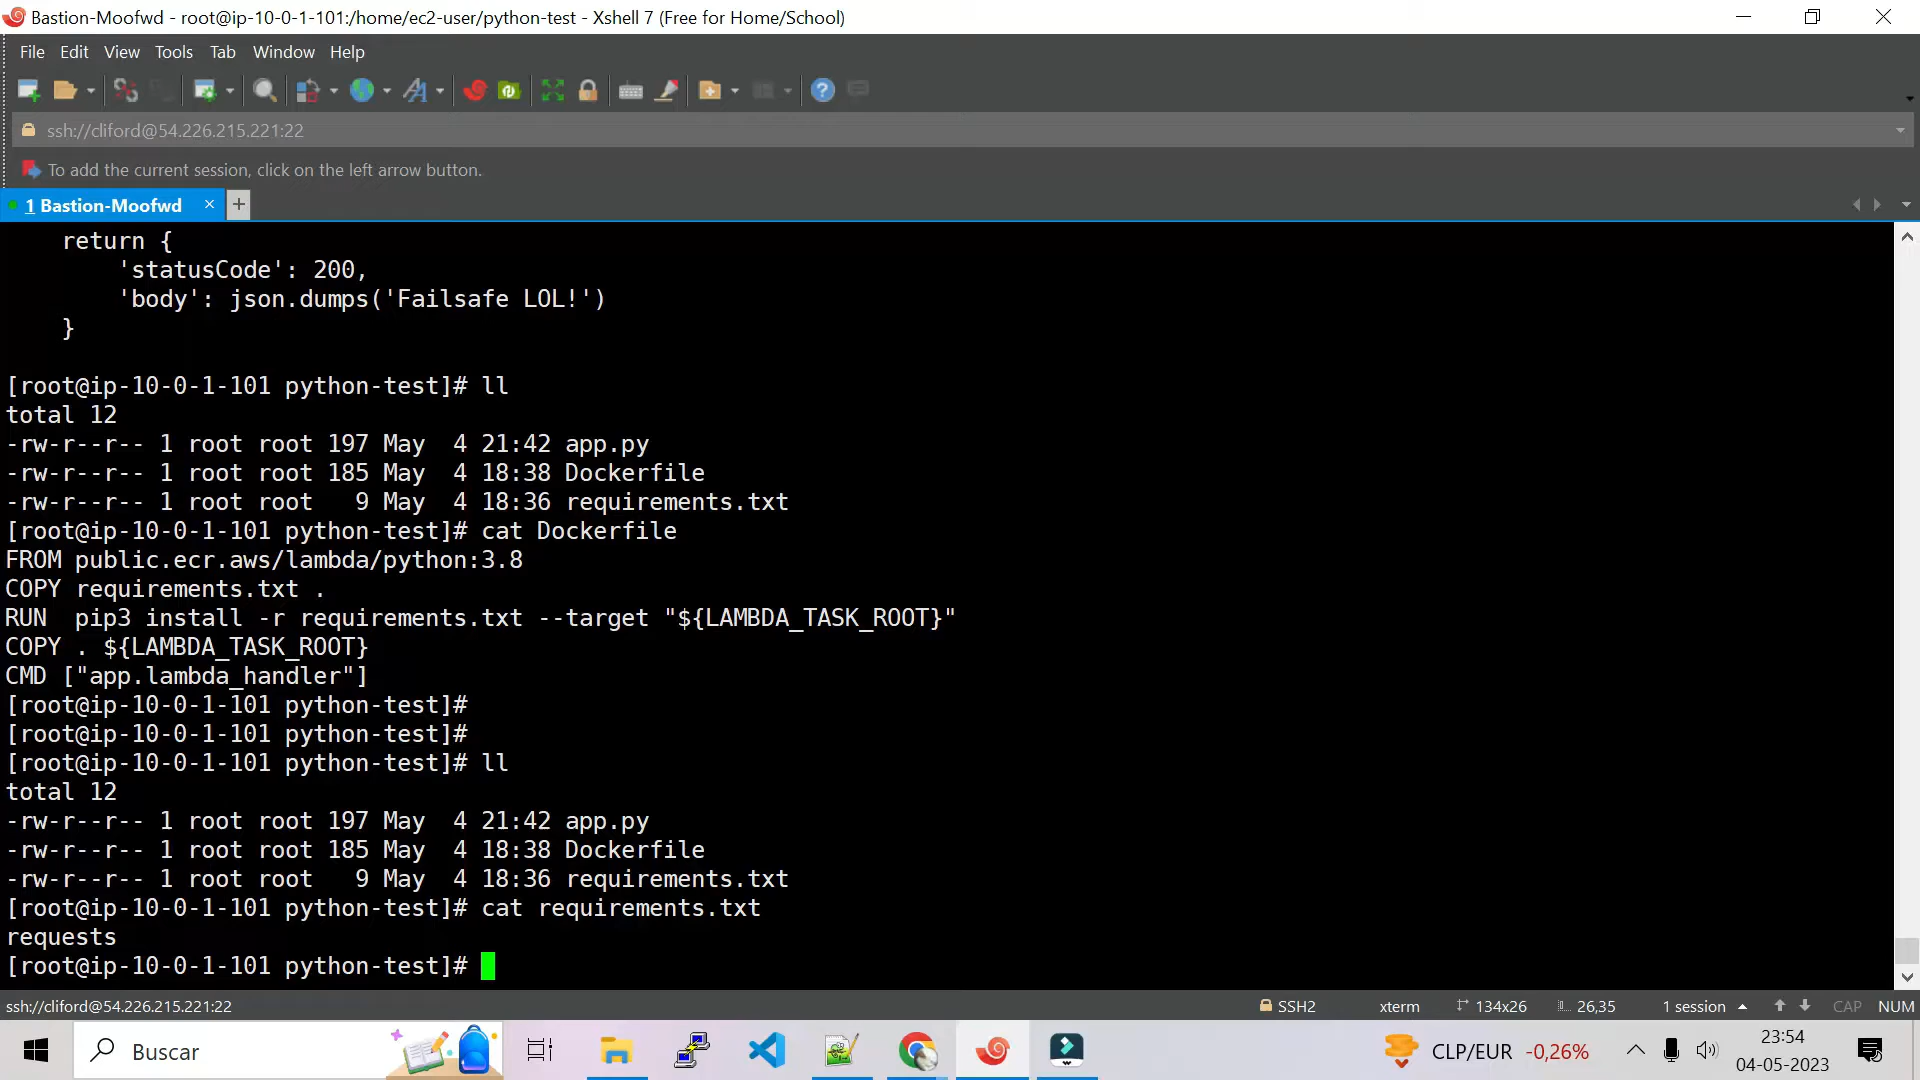 Bastion-Moofwd - root@ip-10-0-1-101:/home/ec2-user/python-test - Xshell 7 (Free for Home/School)
File Edit View Tools Tab Window Help
ssh://cliford@54.226.215.221:22
To add the current session, click on the left arrow button.
1 Bastion-Moofwd × +
    return {
        'statusCode': 200,
        'body': json.dumps('Failsafe LOL!')
    }
[root@ip-10-0-1-101 python-test]# ll
total 12
-rw-r--r-- 1 root root 197 May  4 21:42 app.py
-rw-r--r-- 1 root root 185 May  4 18:38 Dockerfile
-rw-r--r-- 1 root root   9 May  4 18:36 requirements.txt
[root@ip-10-0-1-101 python-test]# cat Dockerfile
FROM public.ecr.aws/lambda/python:3.8
COPY requirements.txt .
RUN  pip3 install -r requirements.txt --target "${LAMBDA_TASK_ROOT}"
COPY . ${LAMBDA_TASK_ROOT}
CMD ["app.lambda_handler"]
[root@ip-10-0-1-101 python-test]#
[root@ip-10-0-1-101 python-test]#
[root@ip-10-0-1-101 python-test]# ll
total 12
-rw-r--r-- 1 root root 197 May  4 21:42 app.py
-rw-r--r-- 1 root root 185 May  4 18:38 Dockerfile
-rw-r--r-- 1 root root   9 May  4 18:36 requirements.txt
[root@ip-10-0-1-101 python-test]# cat requirements.txt
requests
[root@ip-10-0-1-101 python-test]#
ssh://cliford@54.226.215.221:22 SSH2 xterm 134x26 26,35 1 session CAP NUM
Buscar CLP/EUR -0,26% 23:54
04-05-2023